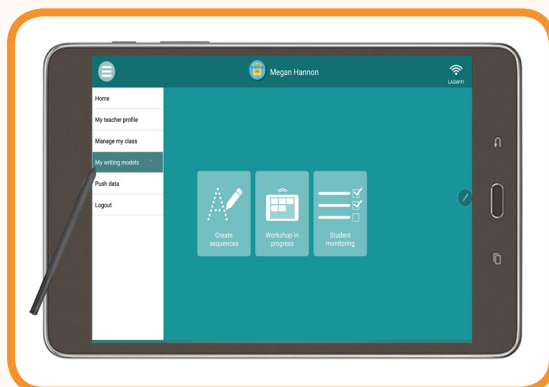 Megan Hannon
LAGWIFI
Home
My teacher profile
Manage my class
My writing models
Push data
Logout
Create
sequences
Workshop in
progress
Student
monitoring